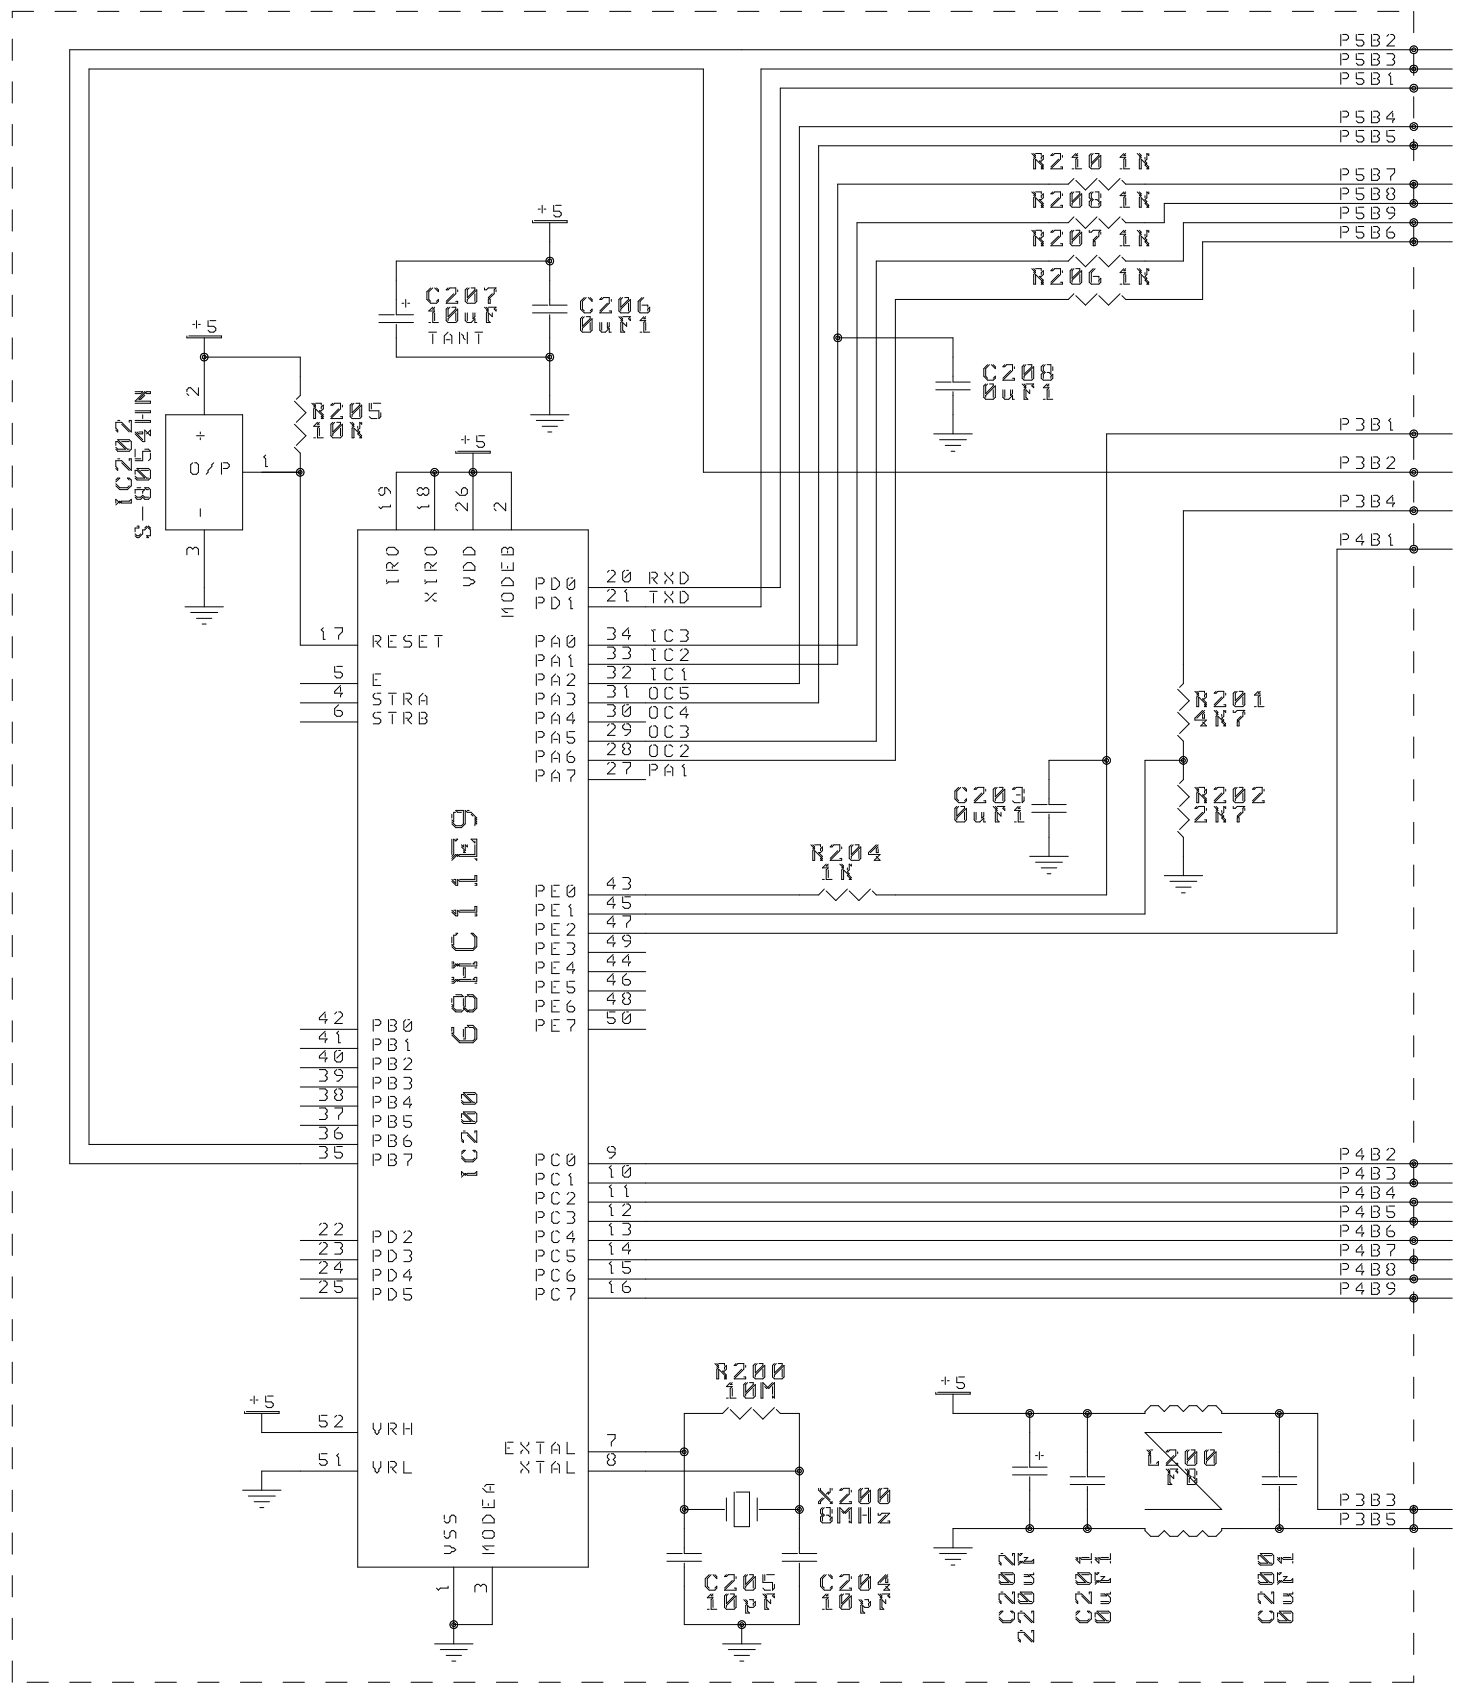 P5B2
P5B3
P5B1
P5B4
P5B5
R210 1K
P5B7
R208 1K
P5B8
P5B9
R207 1K
P5B6
R206 1K
+5
C207
10uF
TANT
+
C206
0uF1
+5
2
IC202
S-8054HN
+
O/P
-
1
3
R205
10K
C208
0uF1
P3B1
P3B2
P3B4
P4B1
+5
19
18
26
2
IRQ
XIRQ
VDD
MODEB
PD0 20 RXD
PD1 21 TXD
17 RESET
PA0 34 IC3
PA1 33 IC2
5 E
PA2 32 IC1
4 STRA
PA3 31 OC5
6 STRB
PA4 30 OC4
PA5 29 OC3
PA6 28 OC2
PA7 27 PA1
R201
4K7
R202
2K7
C203
0uF1
R204
1K
IC200 68HC11E9
PE0 43
PE1 45
PE2 47
PE3 49
PE4 44
PE5 46
PE6 48
PE7 50
42 PB0
41 PB1
40 PB2
39 PB3
38 PB4
37 PB5
36 PB6
35 PB7
PC0 9 P4B2
PC1 10 P4B3
PC2 11 P4B4
PC3 12 P4B5
PC4 13 P4B6
PC5 14 P4B7
PC6 15 P4B8
PC7 16 P4B9
22 PD2
23 PD3
24 PD4
25 PD5
R200
10M
+5
52 VRH
51 VRL
EXTAL 7
XTAL 8
VSS
MODEA
1
3
X200
8MHz
C205
10pF
C204
10pF
+5
+
L200
FB
P3B3
P3B5
C202
220uF
C201
0uF1
C200
0uF1